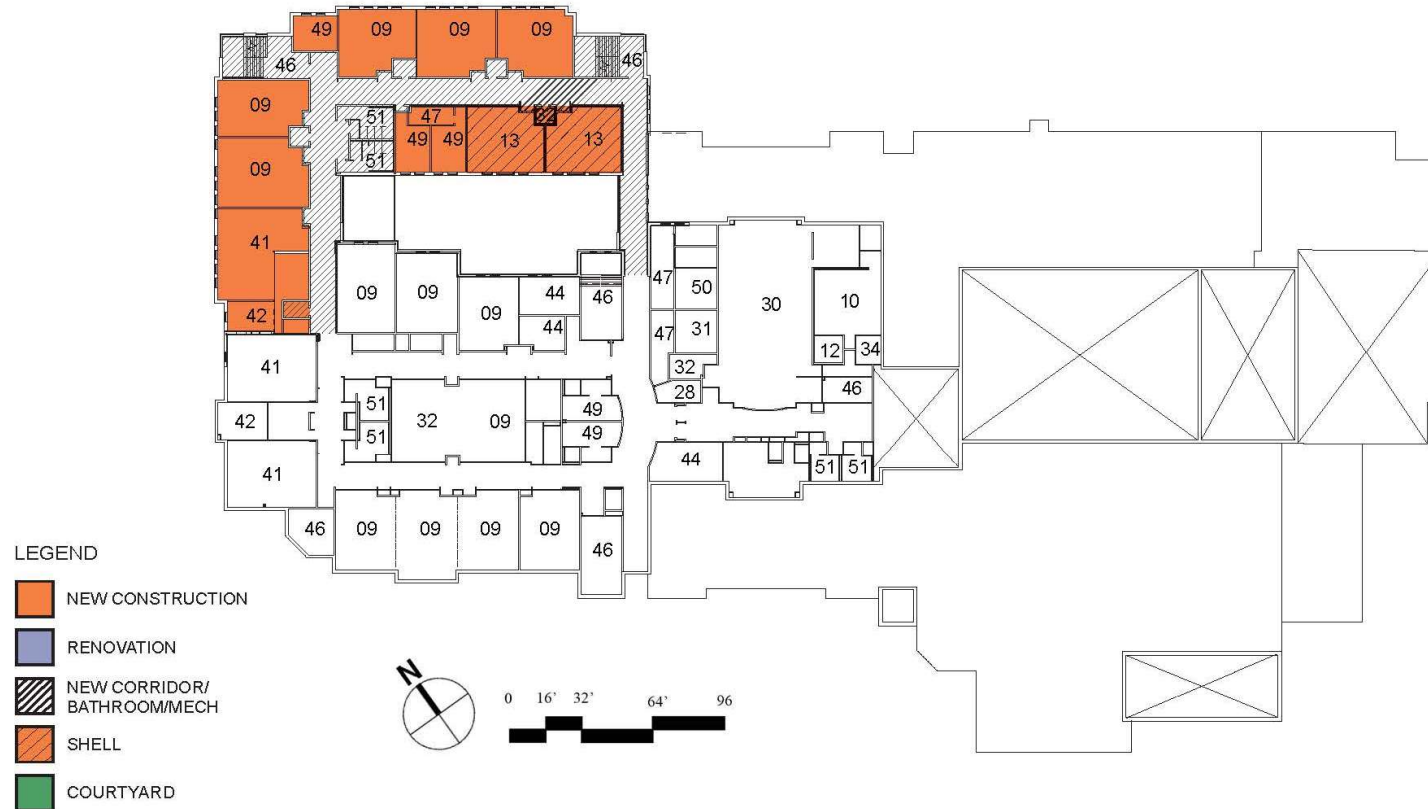 49 09 09 09
46 46
09
51 47 32
49 49 13 13
51
09
41
09 09 09 44 46 47 50 30 10
42
44 47 31
12 34
41 32
28 46
51 49
42 32 09
51 49
41 44 51 51
46 09 09 09 09
46
LEGEND
NEW CONSTRUCTION
RENOVATION
NEW CORRIDOR/
BATHROOM/MECH
SHELL
COURTYARD
N
0 16' 32' 64' 96